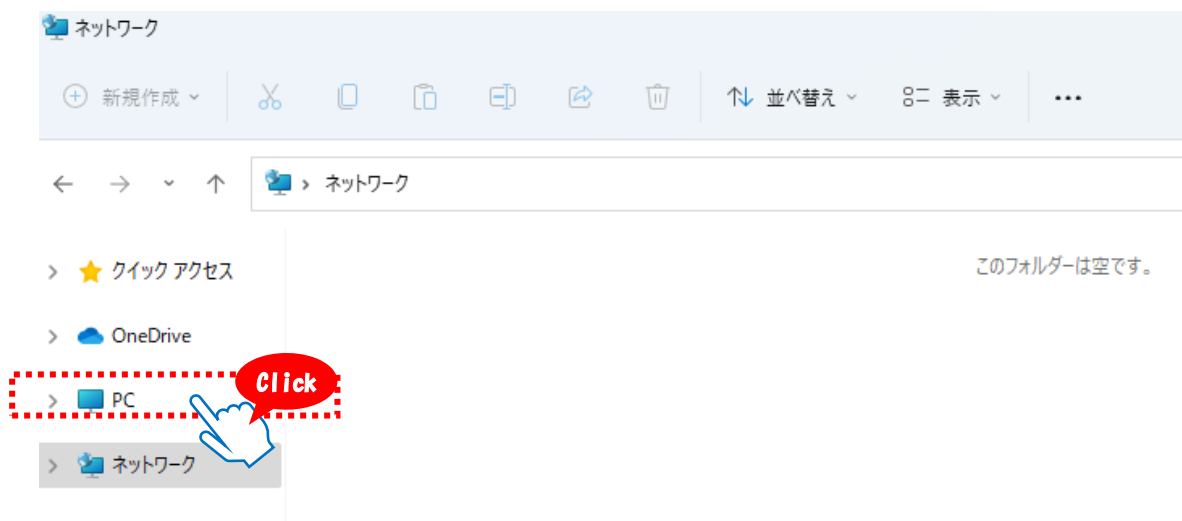 ネットワーク
新規作成
並べ替え
表示
ネットワーク
クイック アクセス
このフォルダーは空です。
OneDrive
Click
PC
ネットワーク